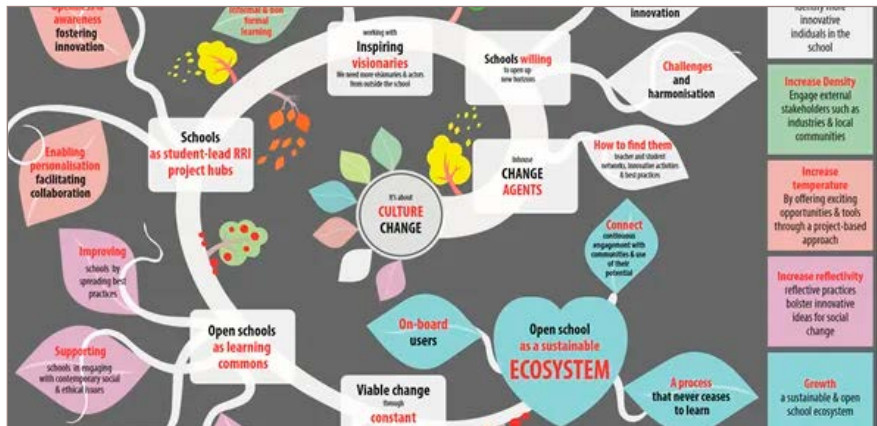 awareness
fostering
innovation
informal & non
formal
learning
working with
Inspiring
visionaries
We need more visionaries & actors
from outside the school
Schools willing
to open up
new horizons
innovation
Challenges
and
harmonisation
Identify more
innovative
indiduals in the
school
Schools
as student-lead RRI
project hubs
Enabling
personalisation
facilitating
collaboration
It's about
CULTURE
CHANGE
Inhouse
CHANGE
AGENTS
How to find them
teacher and student
networks, innovative activities
& best practices
Increase Density
Engage external
stakeholders such as
industries & local
communities
Increase
temperature
By offering exciting
opportunities & tools
through a project-based
approach
Connect
continuous
engagement with
communities & use
of their
potential
Improving
schools by
spreading best
practices
Increase reflectivity
reflective practices
bolster innovative
ideas for social
change
Open schools
as learning
commons
On-board
users
Open school
as a sustainable
ECOSYSTEM
Supporting
schools in engaging
with contemporary social
& ethical issues
Viable change
through
constant
A process
that never ceases
to learn
Growth
a sustainable & open
school ecosystem